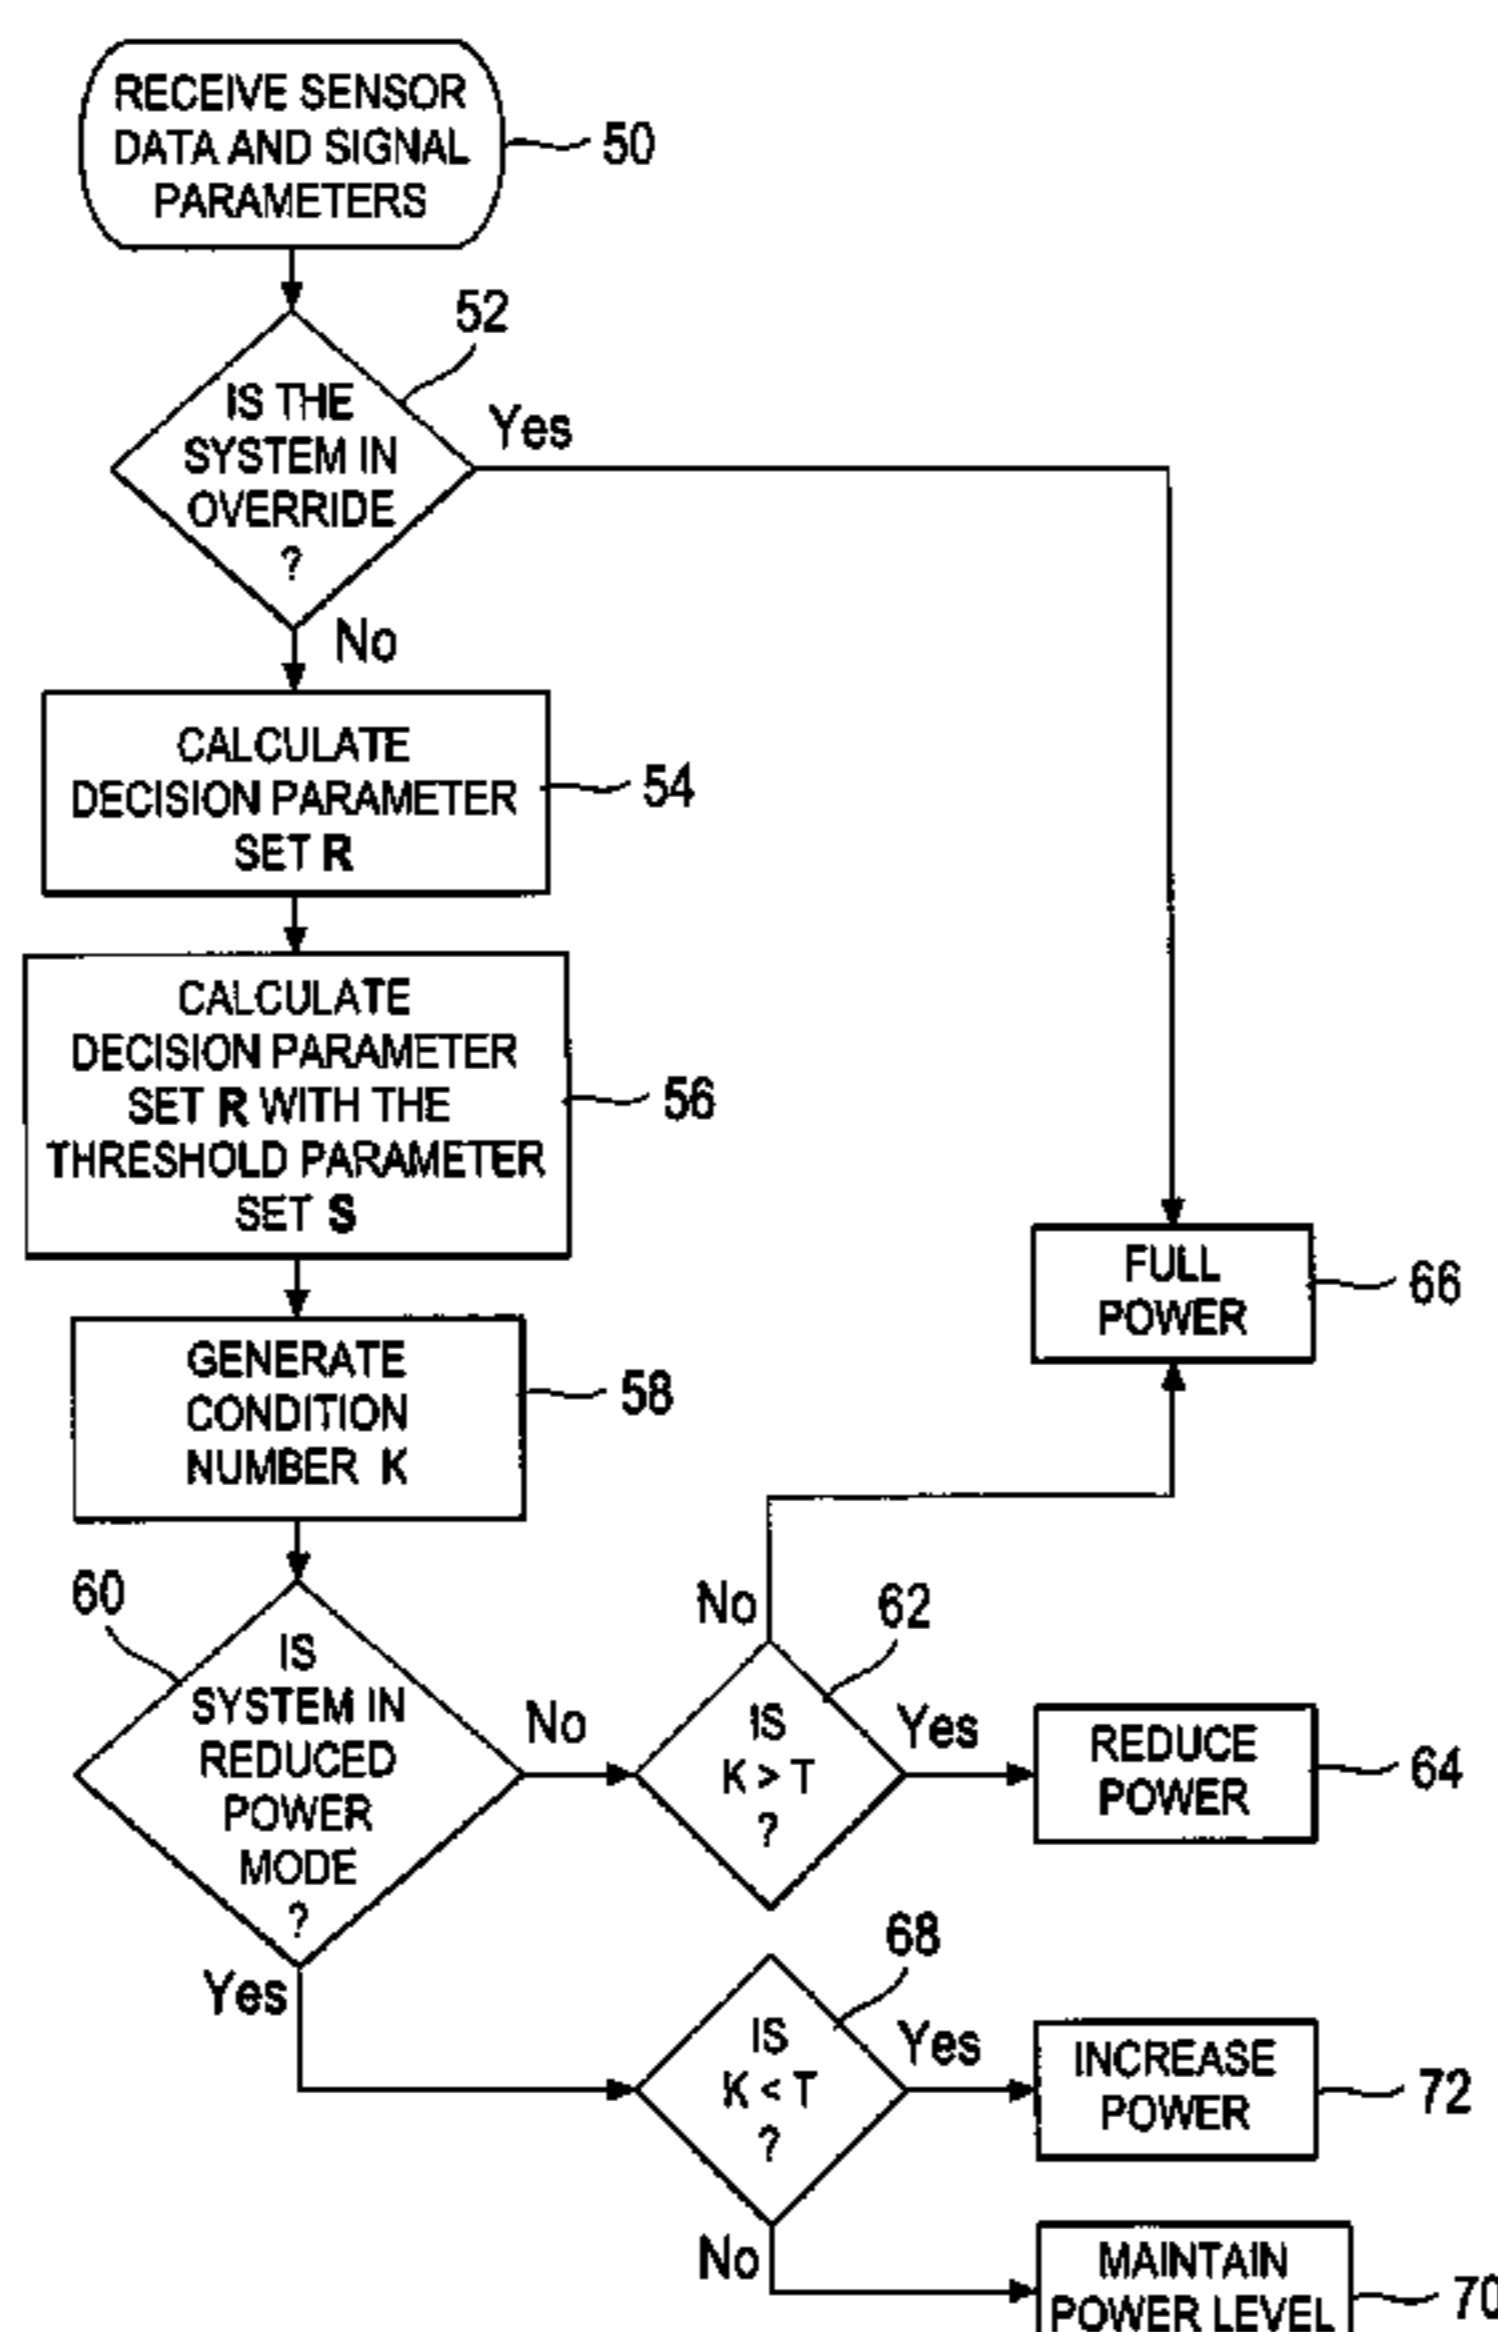 RECEIVE SENSOR
DATA AND SIGNAL
PARAMETERS
50
52
IS THE
SYSTEM IN
OVERRIDE
?
Yes
No
CALCULATE
DECISION PARAMETER
SET R
54
CALCULATE
DECISION PARAMETER
SET R WITH THE
THRESHOLD PARAMETER
SET S
56
FULL
POWER
66
GENERATE
CONDITION
NUMBER K
58
60
IS
SYSTEM IN
REDUCED
POWER
MODE
?
No
Yes
No
62
IS
K > T
?
Yes
REDUCE
POWER
64
68
IS
K < T
?
Yes
INCREASE
POWER
72
No
MAINTAIN
POWER LEVEL
70